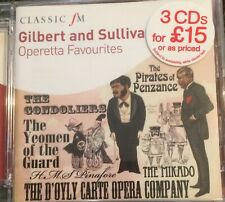 CLASSIC fM
Gilbert and Sulliva
Operetta Favourites
3 CDs
for £15
or as priced
The Pirates of
Penzance
THE GONDOLIERS
The Yeomen of
the Guard
H.M.S Pinafore
THE MIKADO
THE D'OYLY CARTE OPERA COMPANY